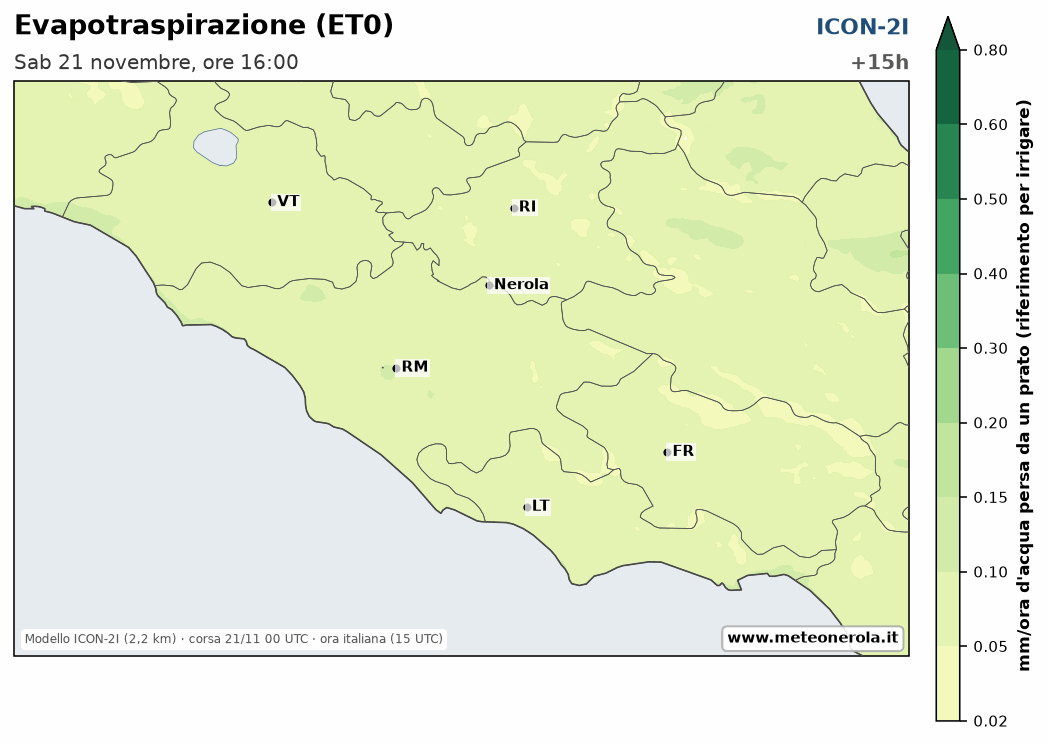 Evapotraspirazione (ET0)
ICON-2I
Sab 21 novembre, ore 16:00
+15h
VT
RI
Nerola
RM
FR
LT
Modello ICON-2I (2,2 km) · corsa 21/11 00 UTC · ora italiana (15 UTC)
www.meteonerola.it
0.80
0.60
0.50
0.40
0.30
0.20
0.15
0.10
0.05
0.02
mm/ora d'acqua persa da un prato (riferimento per irrigare)